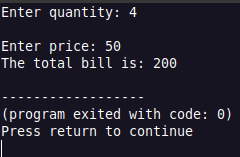 Enter quantity: 4
Enter price: 50
The total bill is: 200
------------------
(program exited with code: 0)
Press return to continue